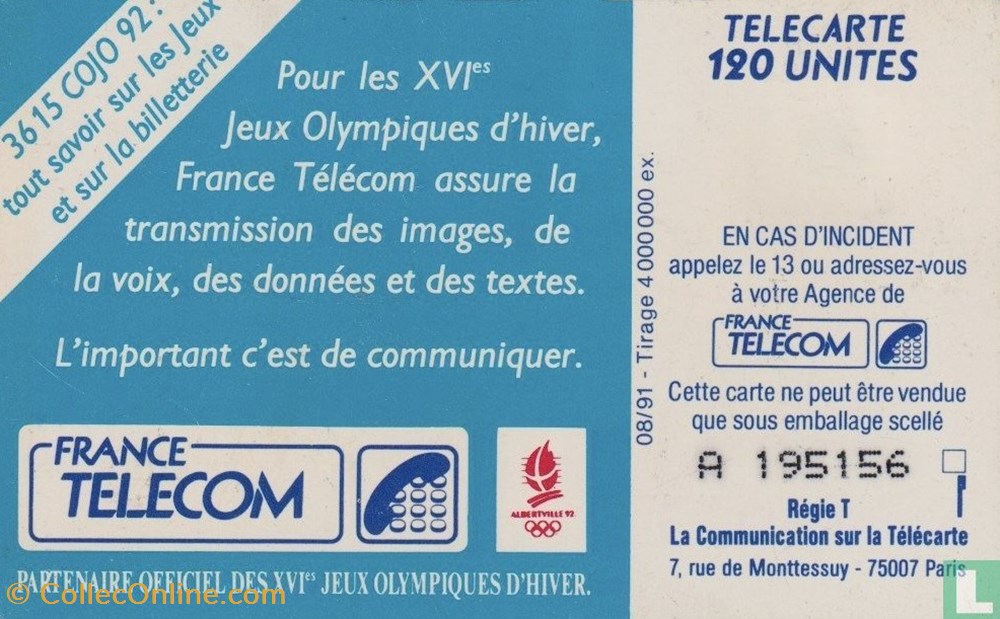 3615 COJO 92 :
tout savoir sur les Jeux
et sur la billetterie
Pour les XVIes
Jeux Olympiques d'hiver,
France Télécom assure la
transmission des images, de
la voix, des données et des textes.
L'important c'est de communiquer.
FRANCE
TELECOM
ALBERTVILLE 92
PARTENAIRE OFFICIEL DES XVIes JEUX OLYMPIQUES D'HIVER.
08/91 - Tirage 4 000 000 ex.
TELECARTE
120 UNITES
EN CAS D'INCIDENT
appelez le 13 ou adressez-vous
à votre Agence de
FRANCE
TELECOM
Cette carte ne peut être vendue
que sous emballage scellé
A 195156
Régie T
La Communication sur la Télécarte
7, rue de Monttessuy - 75007 Paris
© CollecOnline.com
L